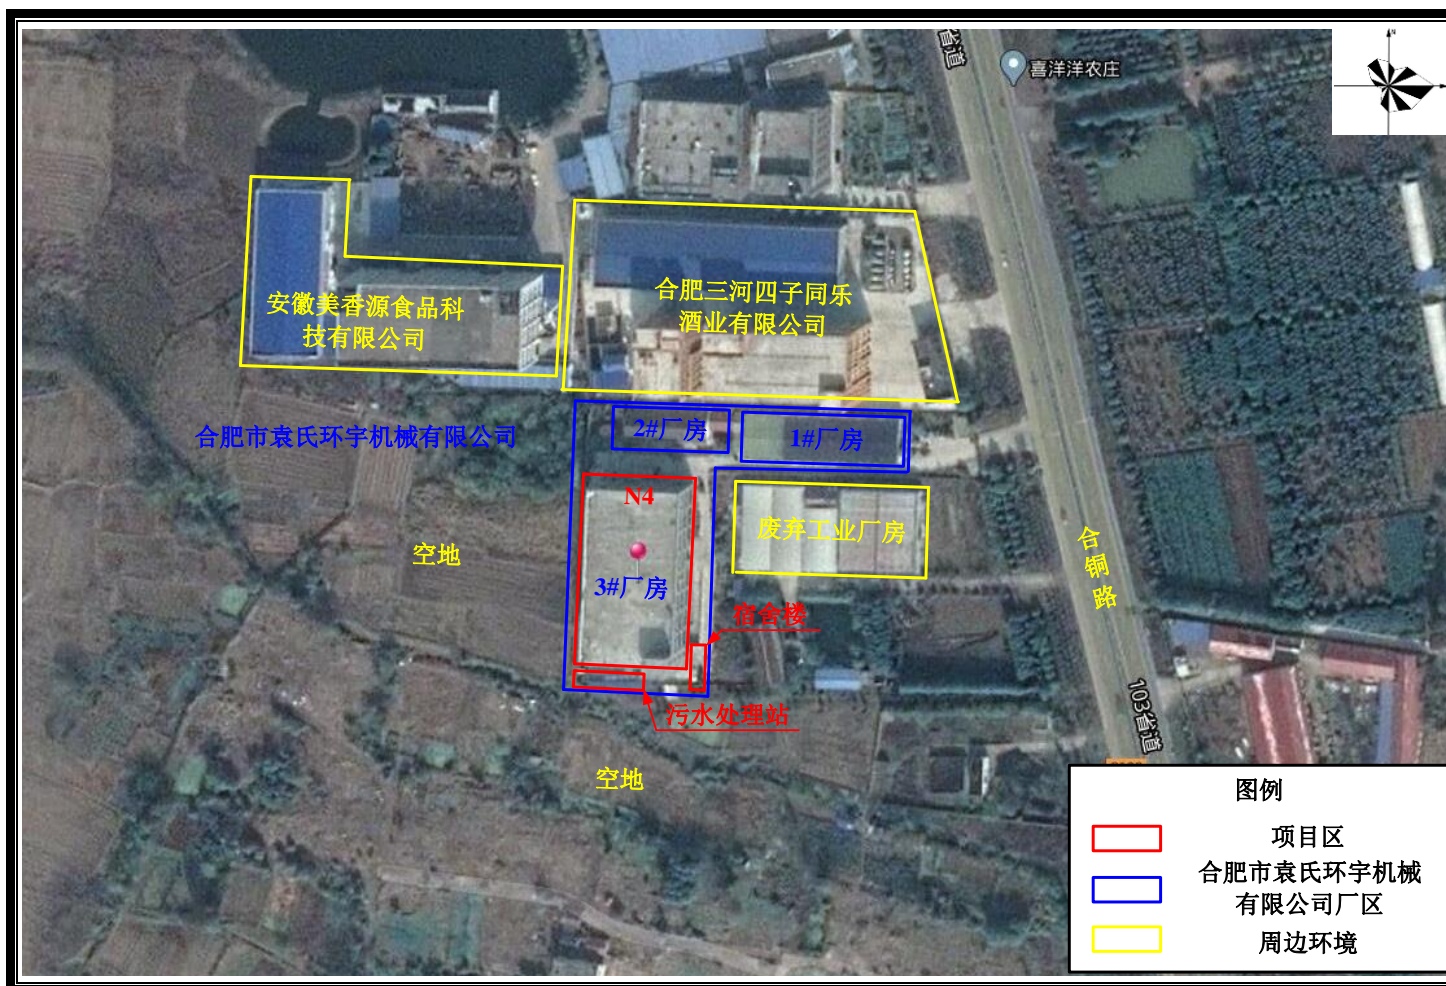 省道
喜洋洋农庄
N
安徽美香源食品科
技有限公司
合肥三河四子同乐
酒业有限公司
合肥市袁氏环宇机械有限公司
2#厂房
1#厂房
N4
废弃工业厂房
空地
3#厂房
合铜路
宿舍楼
污水处理站
103省道
空地
图例
项目区
合肥市袁氏环宇机械
有限公司厂区
周边环境